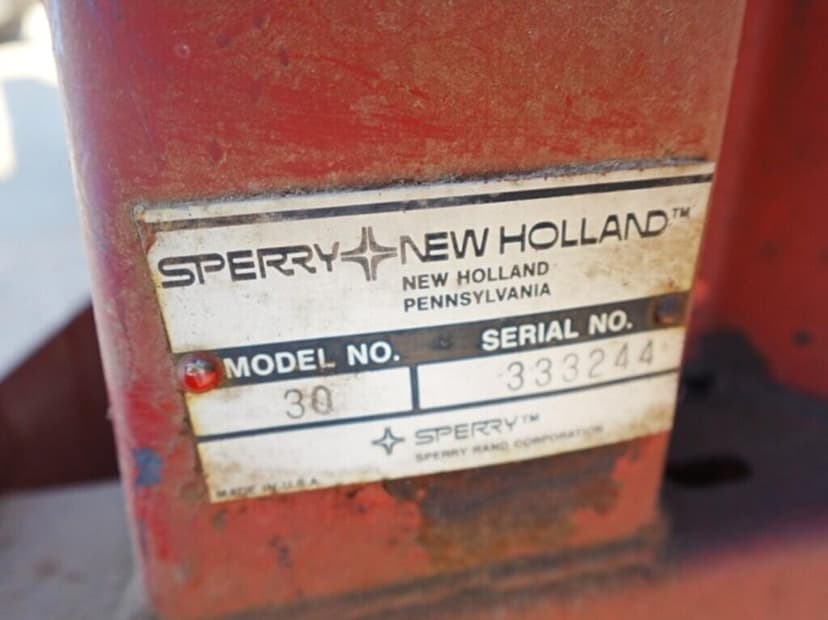 SPERRY NEW HOLLAND™
NEW HOLLAND
PENNSYLVANIA
MODEL NO. SERIAL NO.
30 333244
SPERRY™
SPERRY RAND CORPORATION
MADE IN U.S.A.